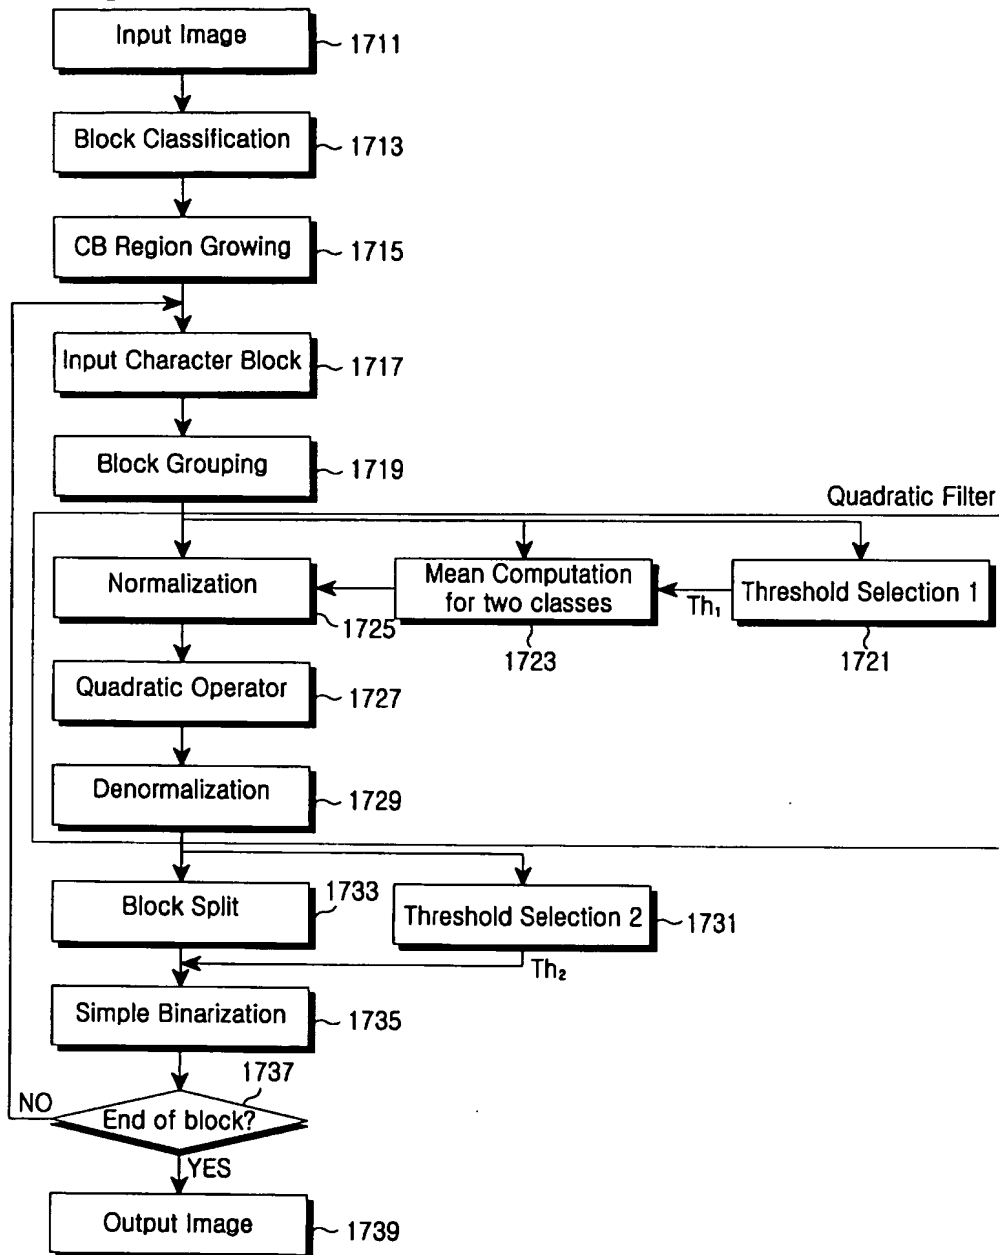 Input Image
1711
Block Classification
1713
CB Region Growing
1715
Input Character Block
1717
Block Grouping
1719
Quadratic Filter
Normalization
1725
Mean Computation
for two classes
1723
Th₁
Threshold Selection 1
1721
Quadratic Operator
1727
Denormalization
1729
Block Split
1733
Threshold Selection 2
1731
Th₂
Simple Binarization
1735
1737
NO
End of block?
YES
Output Image
1739